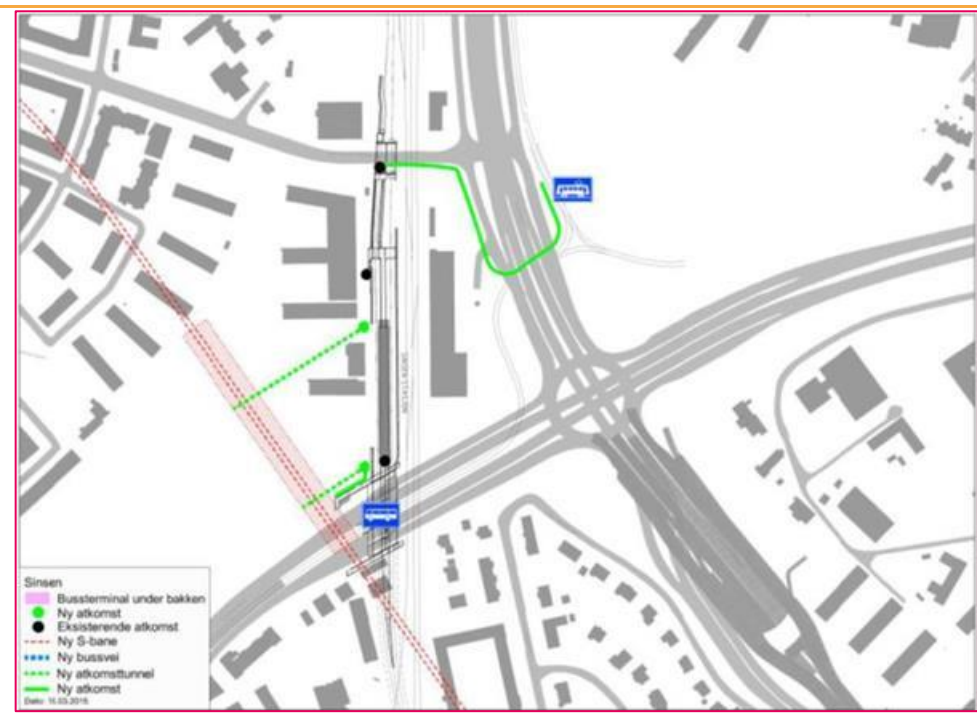 Sinsen
Bussterminal under bakken
Ny atkomst
Eksisterende atkomst
Ny S-bane
Ny bussvei
Ny atkomsttunnel
Ny atkomst